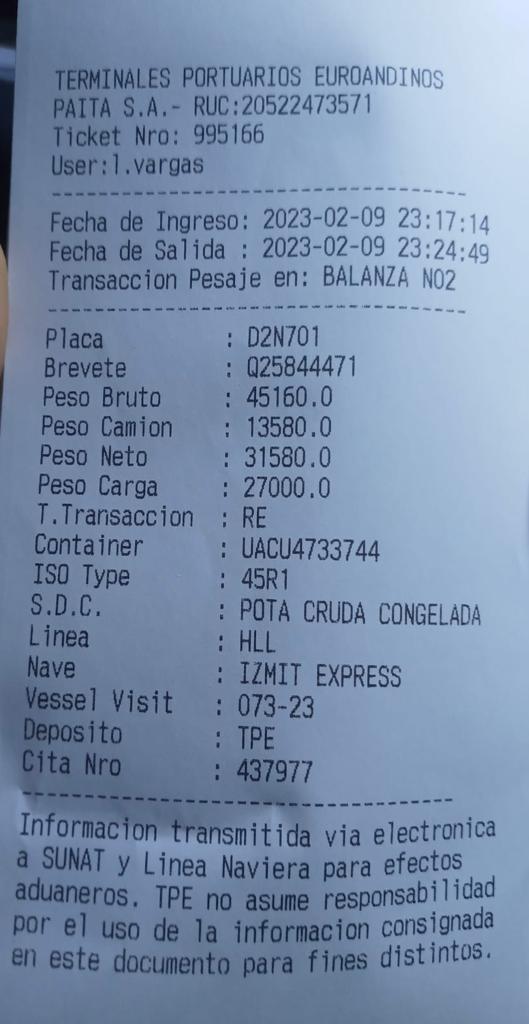 TERMINALES PORTUARIOS EUROANDINOS
PAITA S.A.- RUC:20522473571
Ticket Nro: 995166
User:l.vargas
----------------------------------------
Fecha de Ingreso: 2023-02-09 23:17:14
Fecha de Salida : 2023-02-09 23:24:49
Transaccion Pesaje en: BALANZA N02
----------------------------------------
Placa : D2N701
Brevete : Q25844471
Peso Bruto : 45160.0
Peso Camion : 13580.0
Peso Neto : 31580.0
Peso Carga : 27000.0
T.Transaccion : RE
Container : UACU4733744
ISO Type : 45R1
S.D.C. : POTA CRUDA CONGELADA
Linea : HLL
Nave : IZMIT EXPRESS
Vessel Visit : 073-23
Deposito : TPE
Cita Nro : 437977
----------------------------------------
Informacion transmitida via electronica
a SUNAT y Linea Naviera para efectos
aduaneros. TPE no asume responsabilidad
por el uso de la informacion consignada
en este documento para fines distintos.